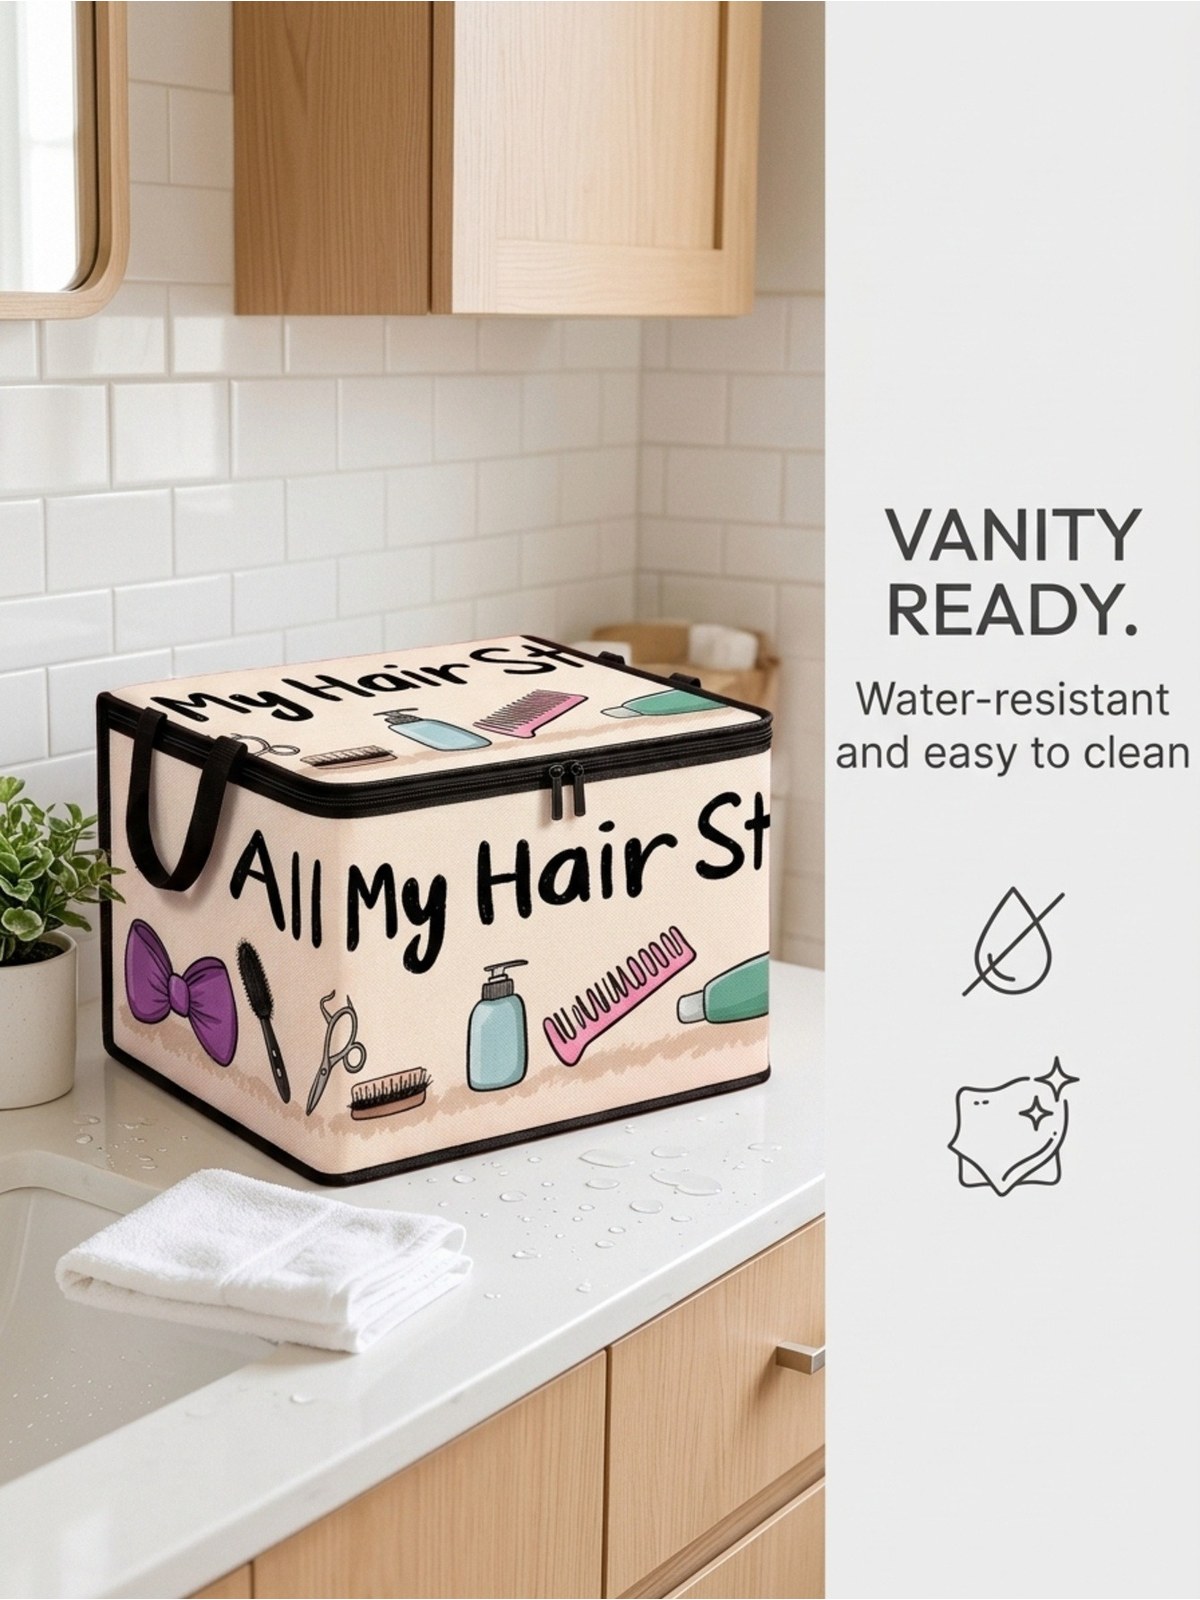 My Hair St
All My Hair St
VANITY
READY.
Water-resistant
and easy to clean